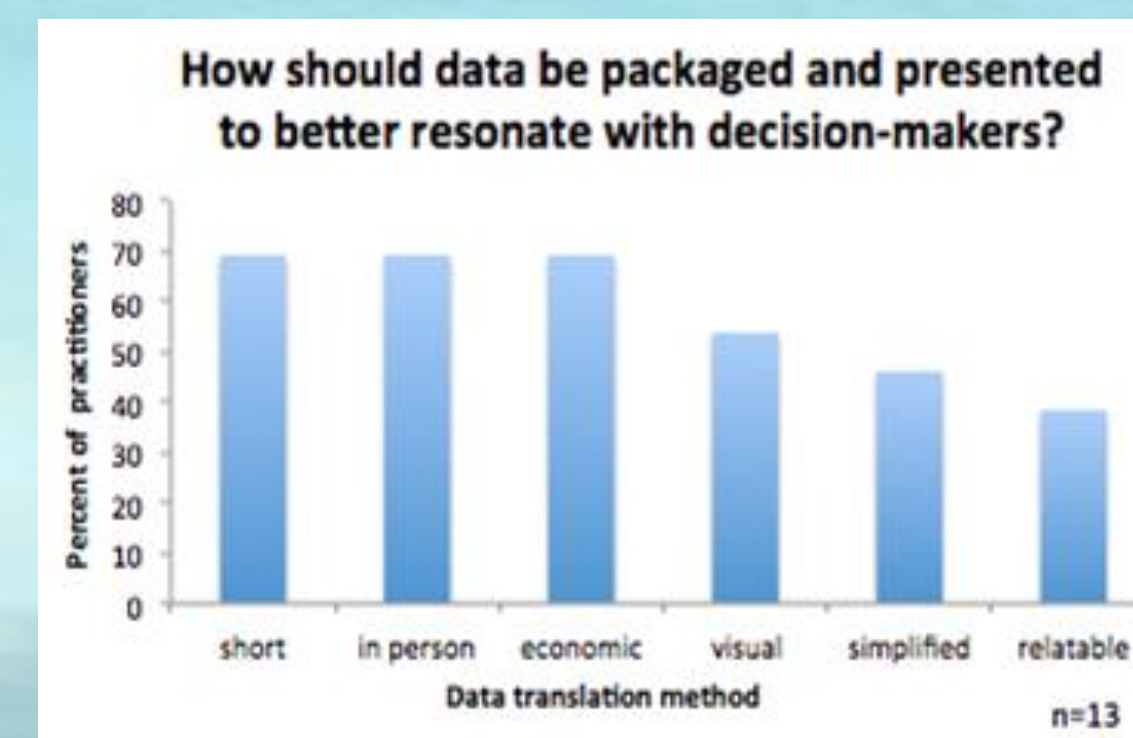 How should data be packaged and presented
to better resonate with decision-makers?
80
70
60
50
40
30
20
10
0
Percent of practitioners
short in person economic visual simplified relatable
Data translation method
n=13